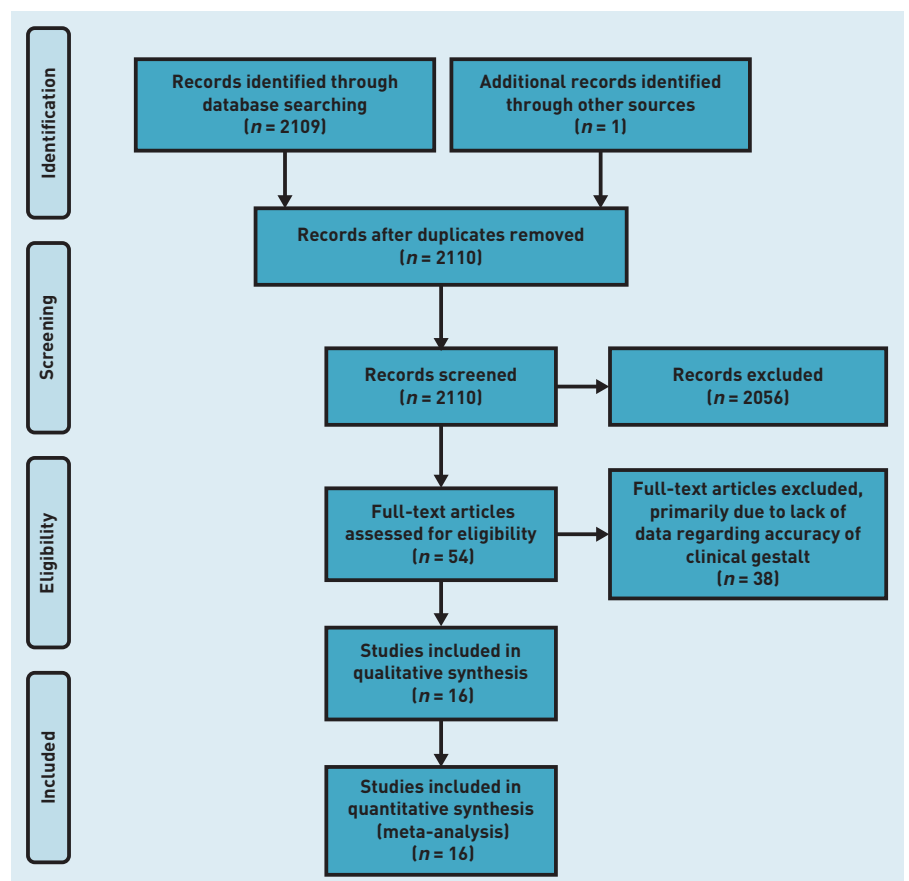 Identification
Records identified through
database searching
(n = 2109)
Additional records identified
through other sources
(n = 1)
Records after duplicates removed
(n = 2110)
Screening
Records screened
(n = 2110)
Records excluded
(n = 2056)
Eligibility
Full-text articles
assessed for eligibility
(n = 54)
Full-text articles excluded,
primarily due to lack of
data regarding accuracy of
clinical gestalt
(n = 38)
Studies included in
qualitative synthesis
(n = 16)
Included
Studies included in
quantitative synthesis
(meta-analysis)
(n = 16)